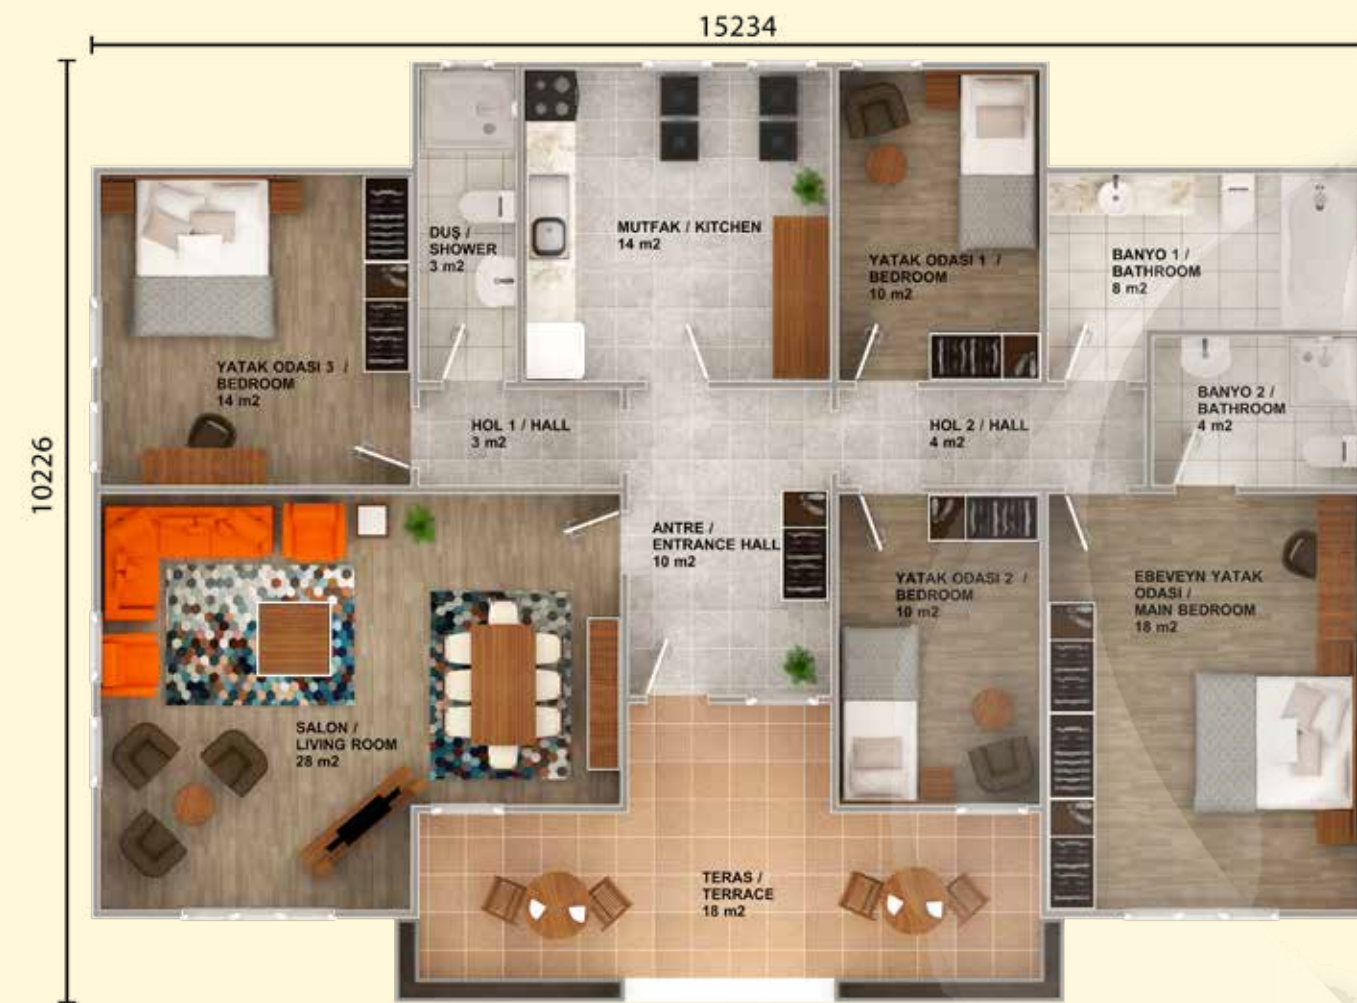 15234
10226
DUŞ /
SHOWER
3 m2
MUTFAK / KITCHEN
14 m2
YATAK ODASI 1 /
BEDROOM
10 m2
BANYO 1 /
BATHROOM
8 m2
YATAK ODASI 3 /
BEDROOM
14 m2
HOL 1 / HALL
3 m2
HOL 2 / HALL
4 m2
BANYO 2 /
BATHROOM
4 m2
ANTRE /
ENTRANCE HALL
10 m2
YATAK ODASI 2 /
BEDROOM
10 m2
EBEVEYN YATAK
ODASI /
MAIN BEDROOM
18 m2
SALON /
LIVING ROOM
28 m2
TERAS /
TERRACE
18 m2